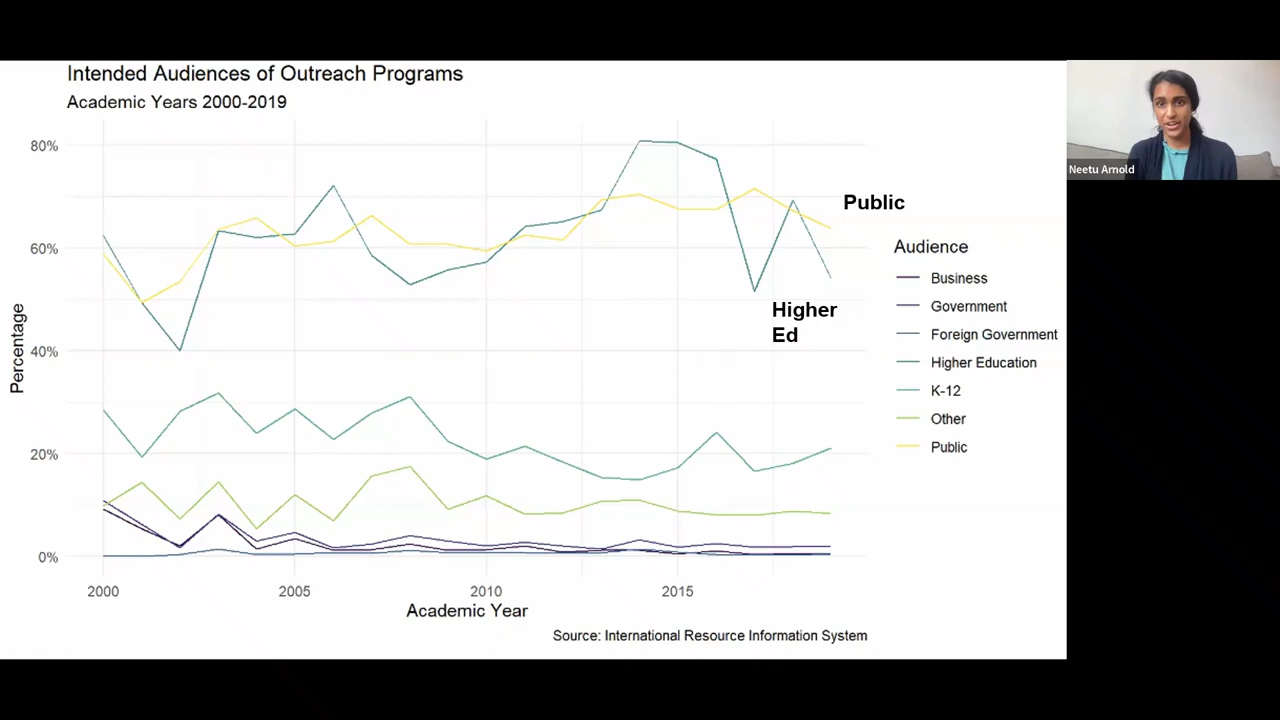 Intended Audiences of Outreach Programs
Academic Years 2000-2019
80%
60%
40%
20%
0%
Percentage
2000
2005
2010
2015
Academic Year
Source: International Resource Information System
Public
Higher
Ed
Audience
Business
Government
Foreign Government
Higher Education
K-12
Other
Public
Neetu Arnold